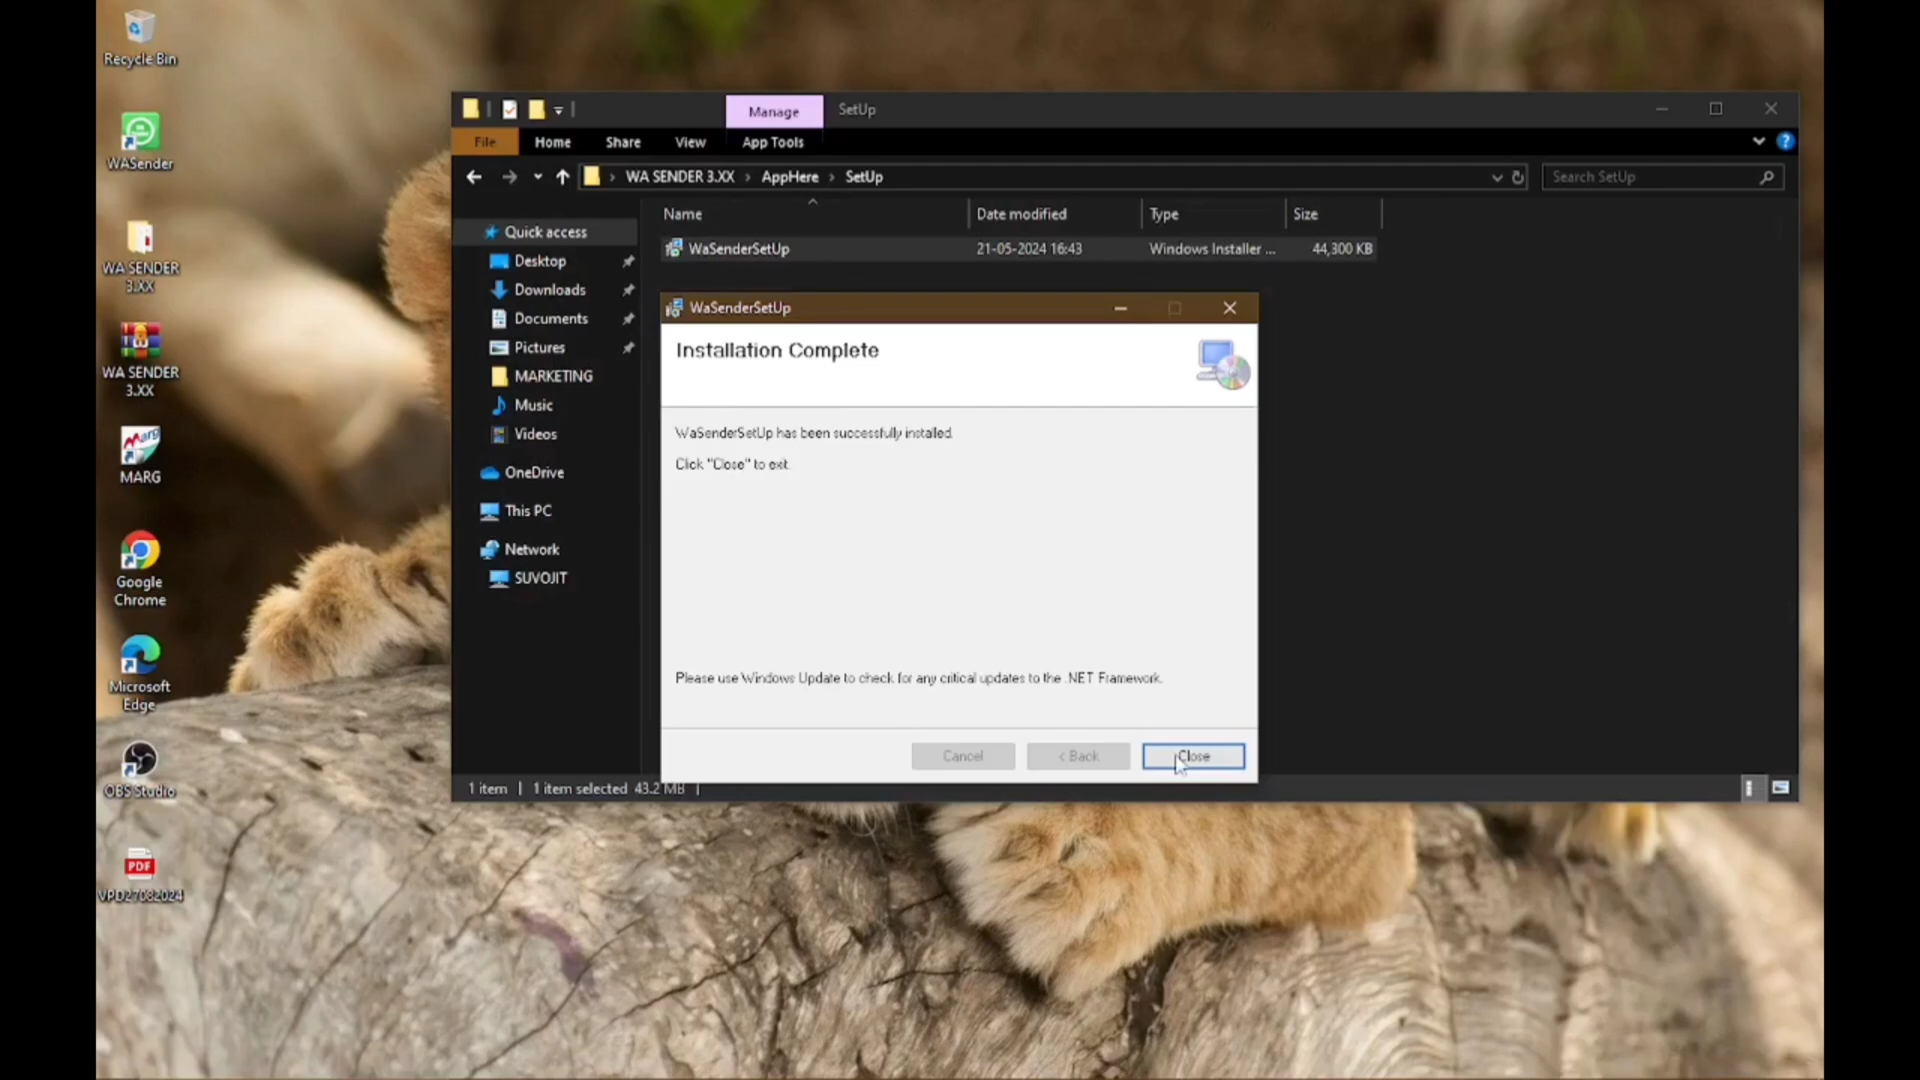 Recycle Bin
WASender
WA SENDER
3.XX
WA SENDER
3.XX
MARG
MARG
Google
Chrome
Microsoft
Edge
OBS Studio
PDF
VPD27082024
Manage
SetUp
File
Home
Share
View
App Tools
WA SENDER 3.XX › AppHere › SetUp
Search SetUp
Name
Date modified
Type
Size
WaSenderSetUp
21-05-2024 16:43
Windows Installer ...
44,300 KB
Quick access
Desktop
Downloads
Documents
Pictures
MARKETING
Music
Videos
OneDrive
This PC
Network
SUVOJIT
WaSenderSetUp
Installation Complete
WaSenderSetUp has been successfully installed.
Click "Close" to exit.
Please use Windows Update to check for any critical updates to the .NET Framework.
Cancel
< Back
Close
1 item
1 item selected 43.2 MB